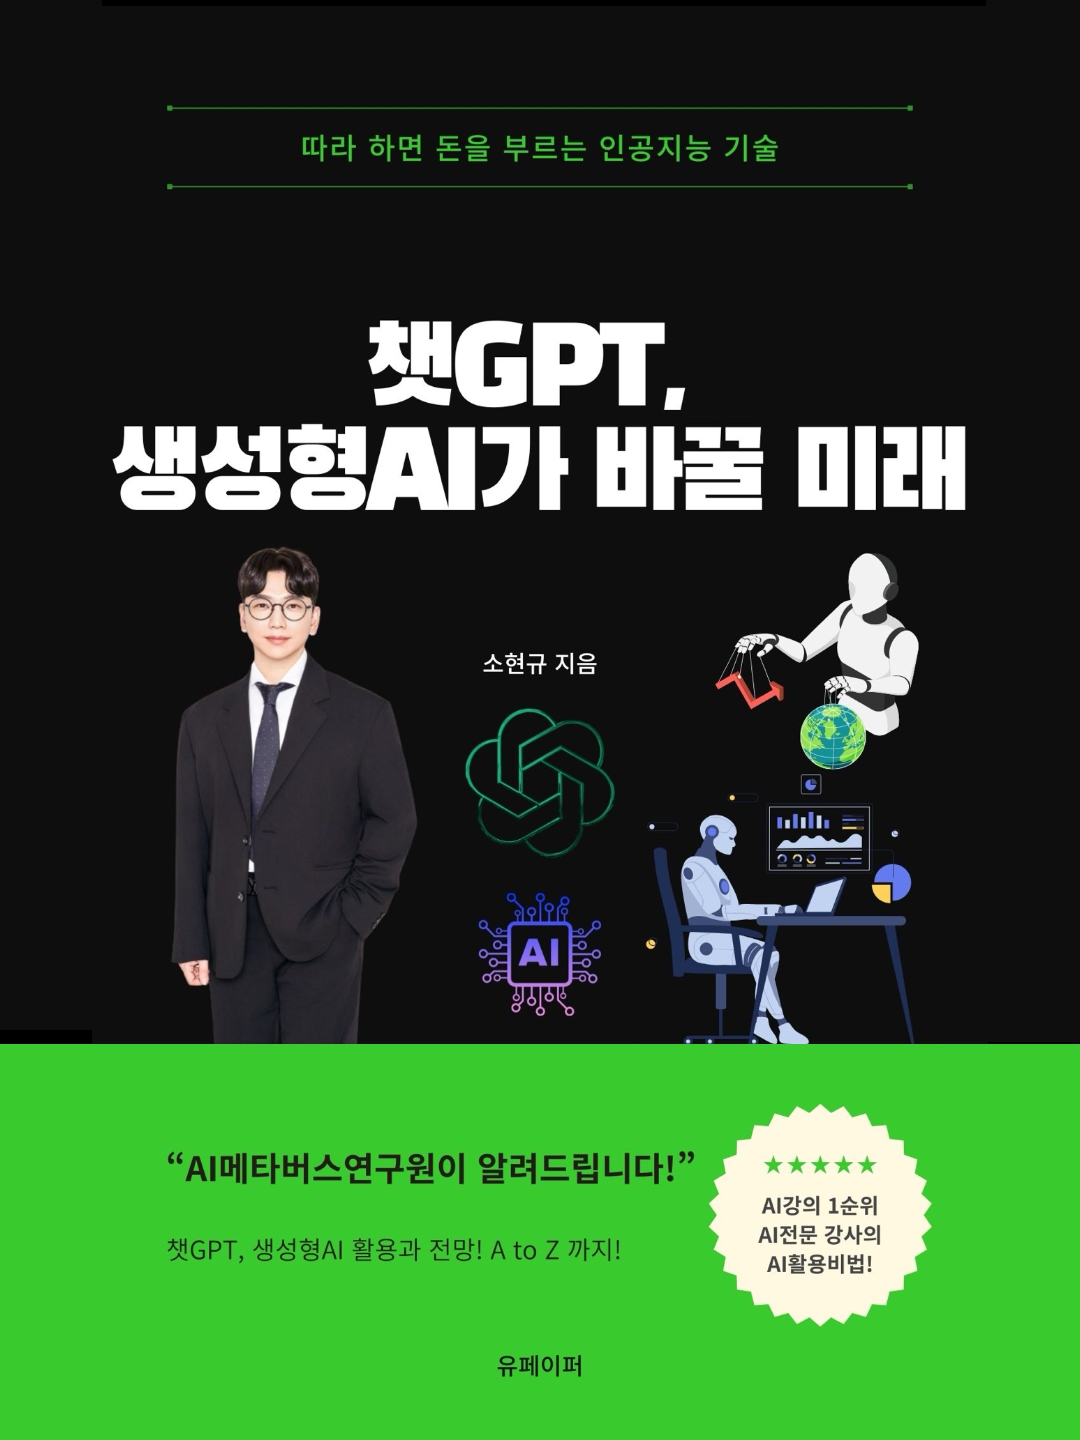 따라 하면 돈을 부르는 인공지능 기술
챗GPT,
생성형AI가 바꿀 미래
소현규 지음
AI
“AI메타버스연구원이 알려드립니다!”
챗GPT, 생성형AI 활용과 전망! A to Z 까지!
★★★★★
AI강의 1순위
AI전문 강사의
AI활용비법!
유페이퍼